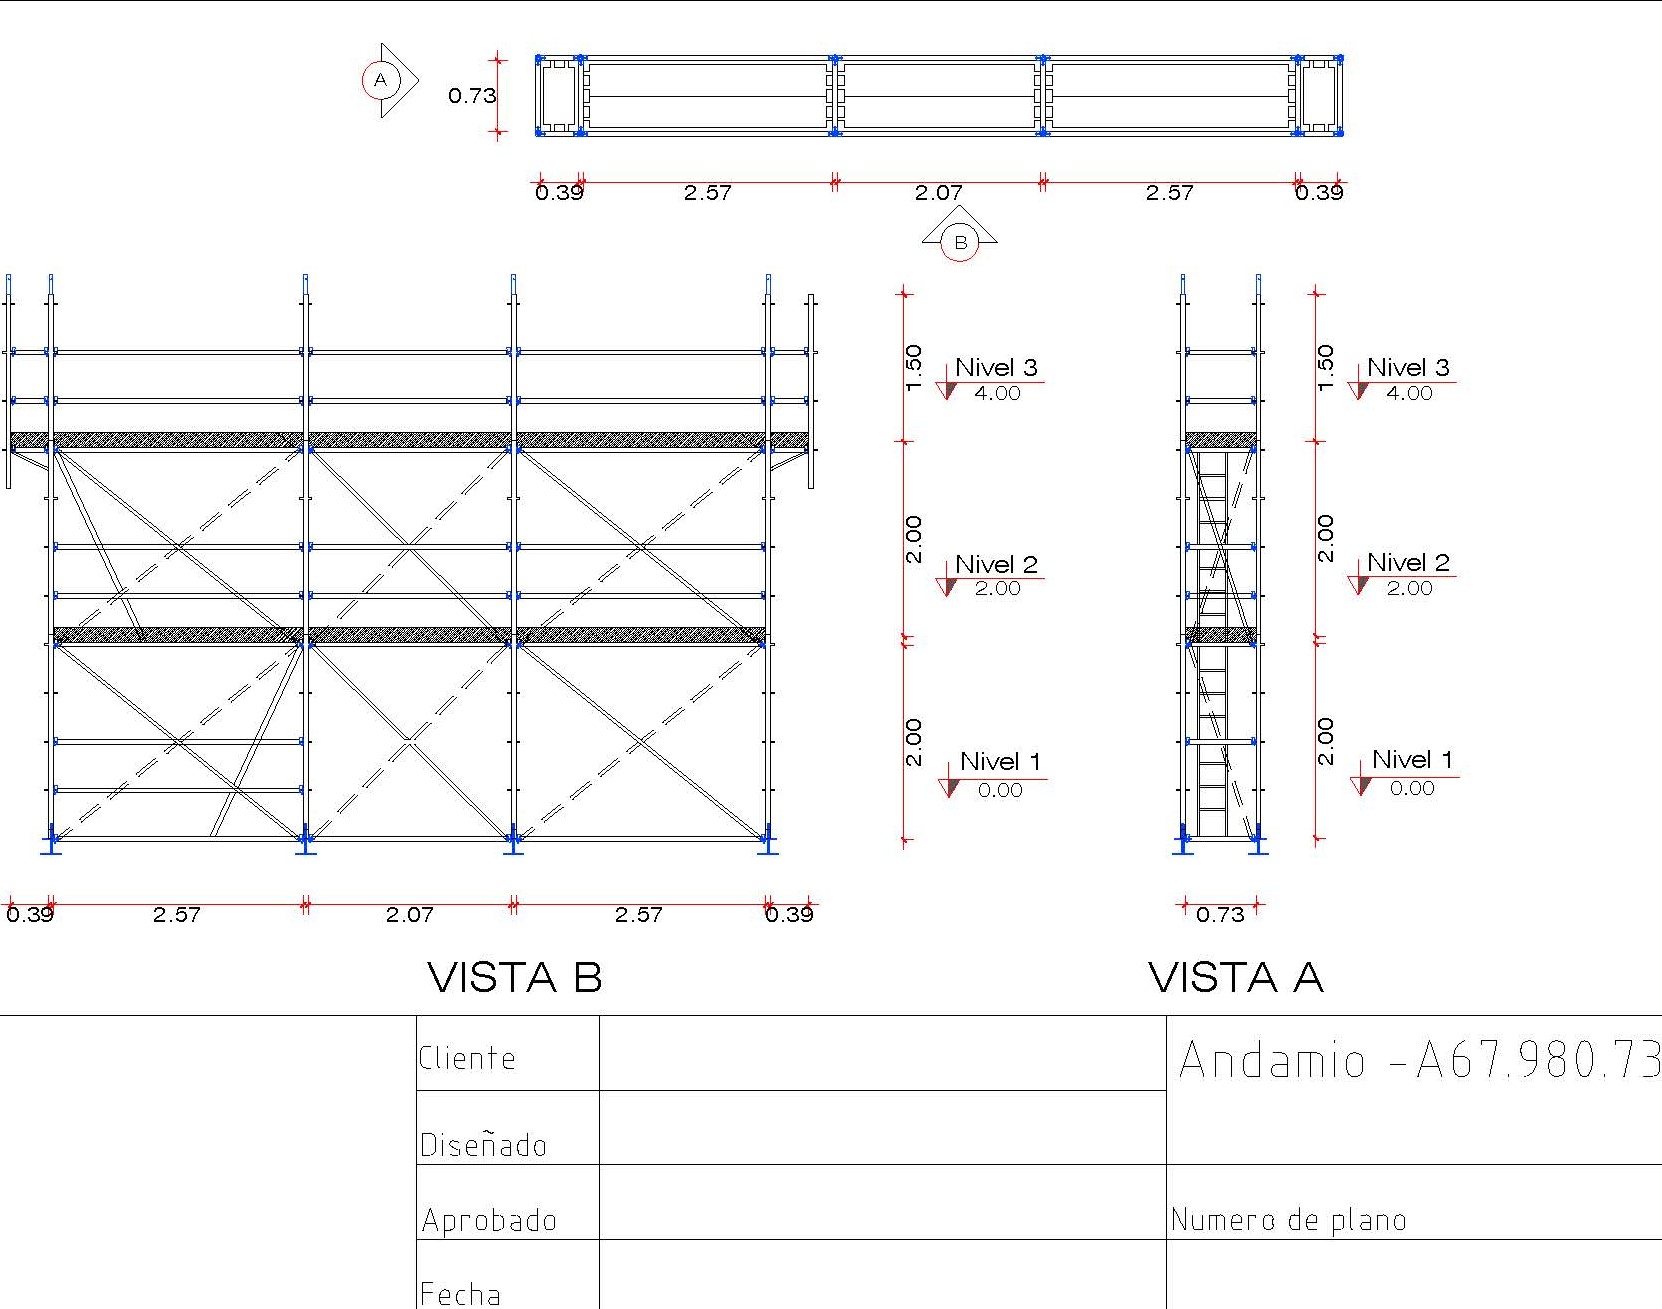 A
0.73
0.39
2.57
2.07
2.57
0.39
B
1.50
Nivel 3
4.00
2.00
Nivel 2
2.00
2.00
Nivel 1
0.00
0.39
2.57
2.07
2.57
0.39
VISTA B
1.50
Nivel 3
4.00
2.00
Nivel 2
2.00
2.00
Nivel 1
0.00
0.73
VISTA A
Cliente
Andamio -A67.980.73
Diseñado
Aprobado
Numero de plano
Fecha